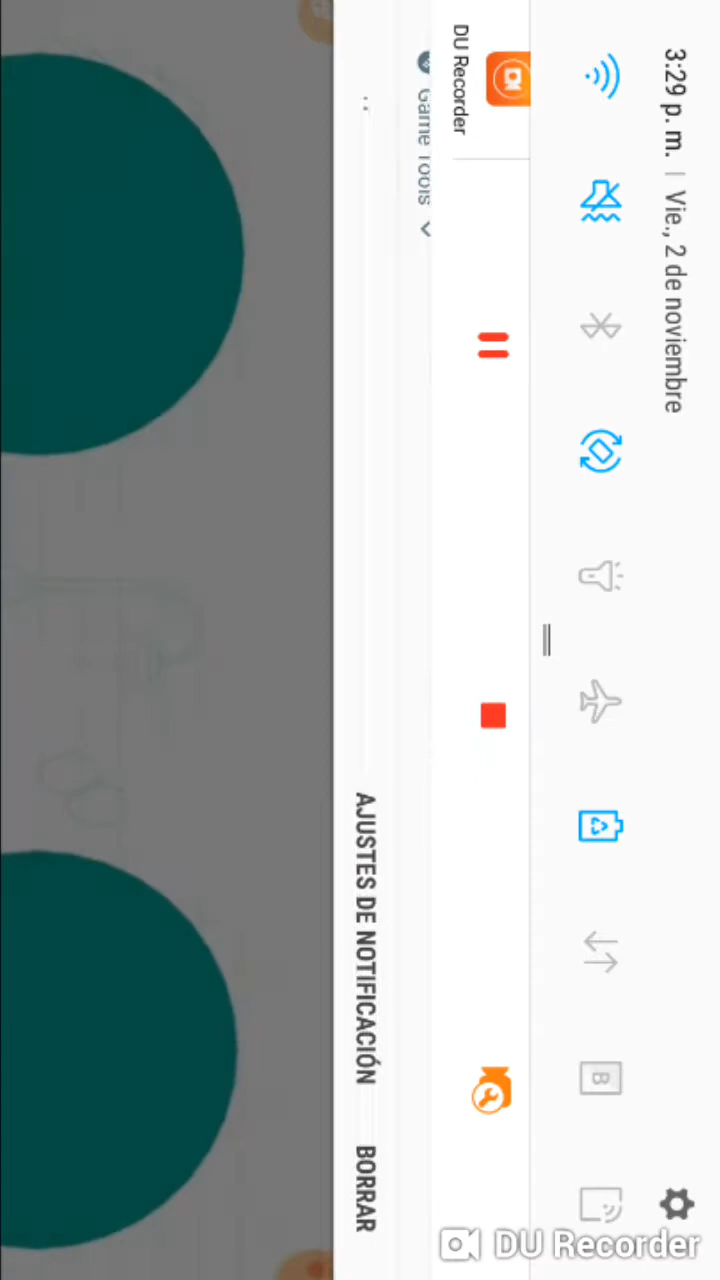 3:29 p. m. | Vie., 2 de noviembre
DU Recorder
Game Tools
AJUSTES DE NOTIFICACIÓN
BORRAR
B
DU Recorder